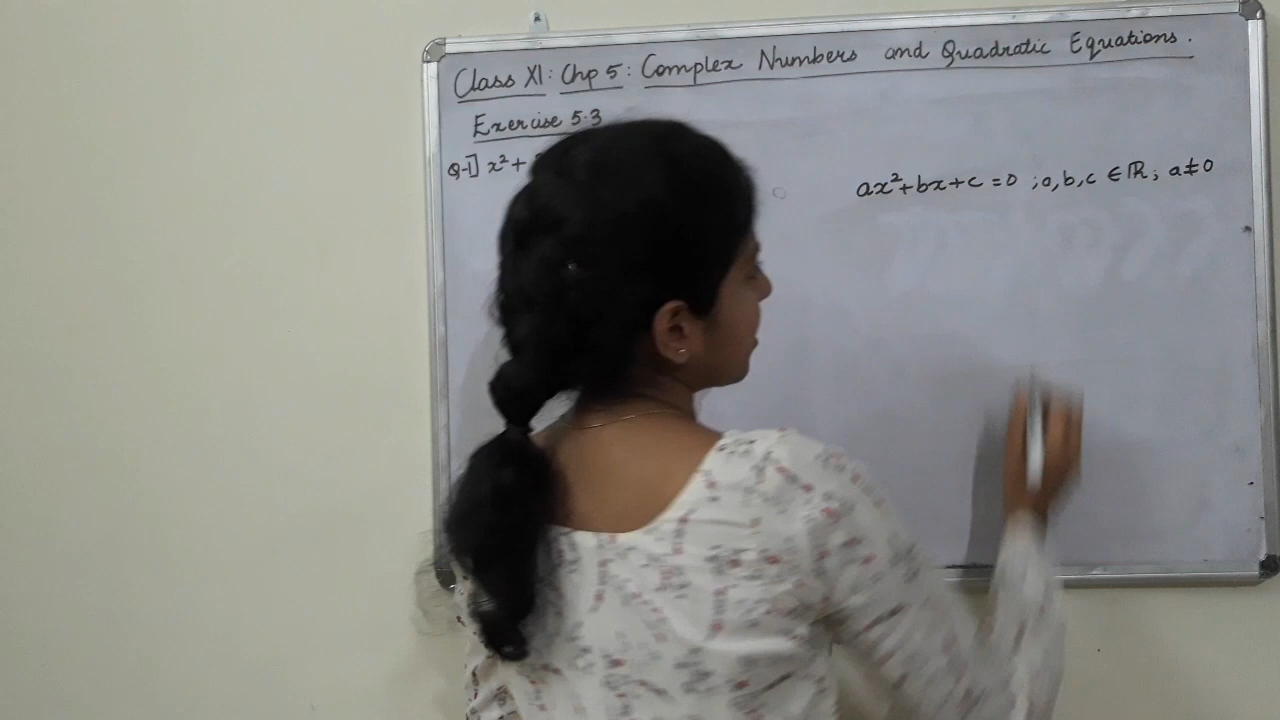 Class XI: Chp 5: Complex Numbers and Quadratic Equations.
Exercise 5.3
Q-1] x²+
ax²+bx+c=0 ;a,b,c ∈ℝ; a≠0